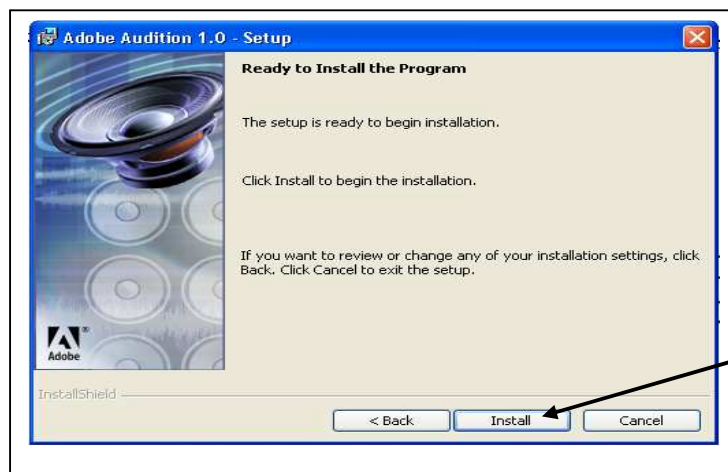 Adobe Audition 1.0 - Setup
Ready to Install the Program
The setup is ready to begin installation.
Click Install to begin the installation.
If you want to review or change any of your installation settings, click
Back. Click Cancel to exit the setup.
Adobe
InstallShield
< Back
Install
Cancel